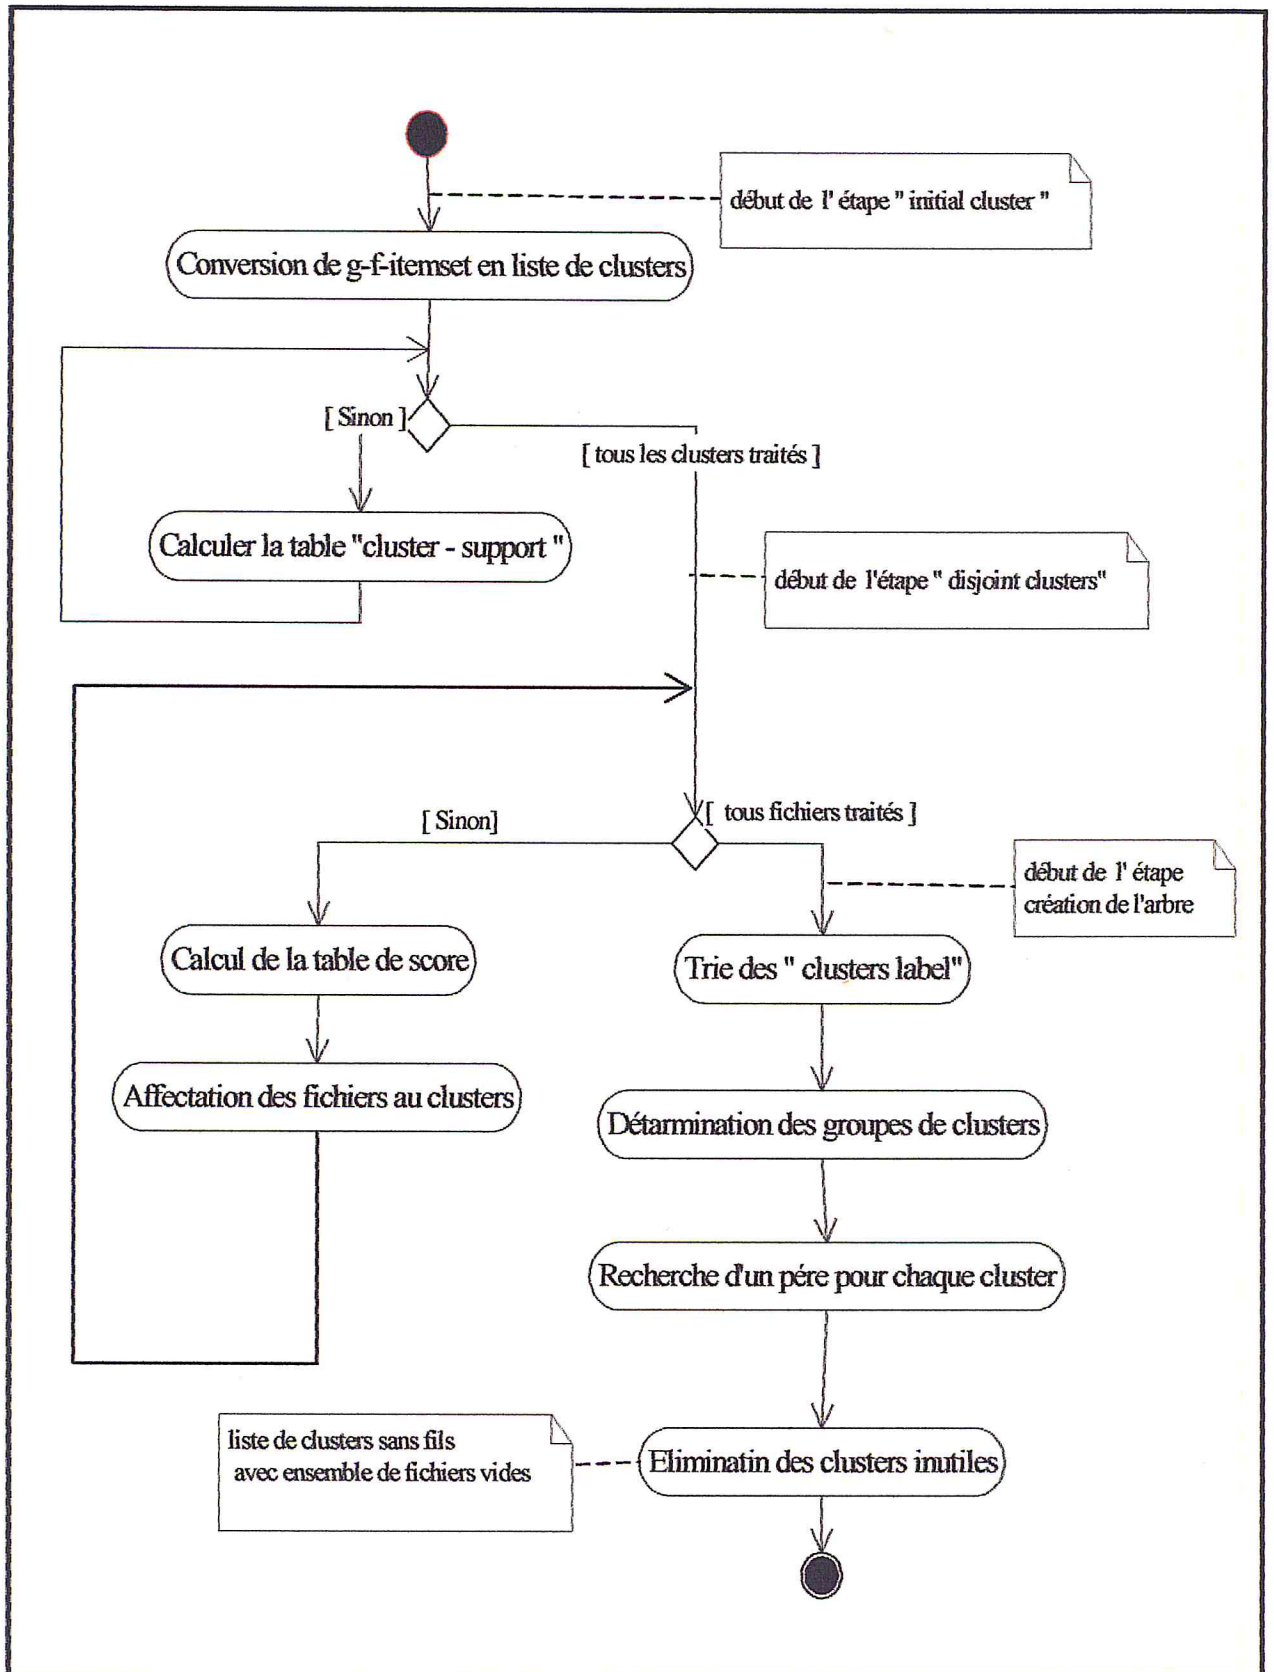 début de l' étape " initial cluster "
Conversion de g-f-itemset en liste de clusters
[ Sinon ]
[ tous les clusters traités ]
Calculer la table "cluster - support "
début de l'étape " disjoint clusters"
[ Sinon]
[ tous fichiers traités ]
début de l' étape
création de l'arbre
Calcul de la table de score
Trie des " clusters label"
Affectation des fichiers au clusters
Détarmination des groupes de clusters
Recherche d'un pére pour chaque cluster
liste de clusters sans fils
avec ensemble de fichiers vides
Eliminatin des clusters inutiles